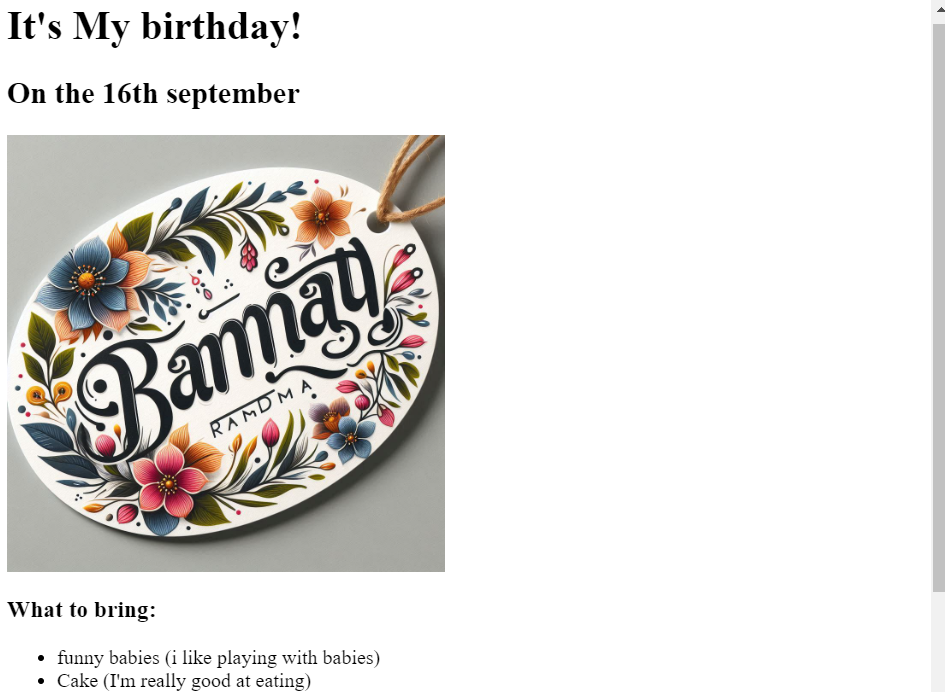 It's My birthday!
On the 16th september
Bannatl
RAMDMA
What to bring:
funny babies (i like playing with babies)
Cake (I'm really good at eating)